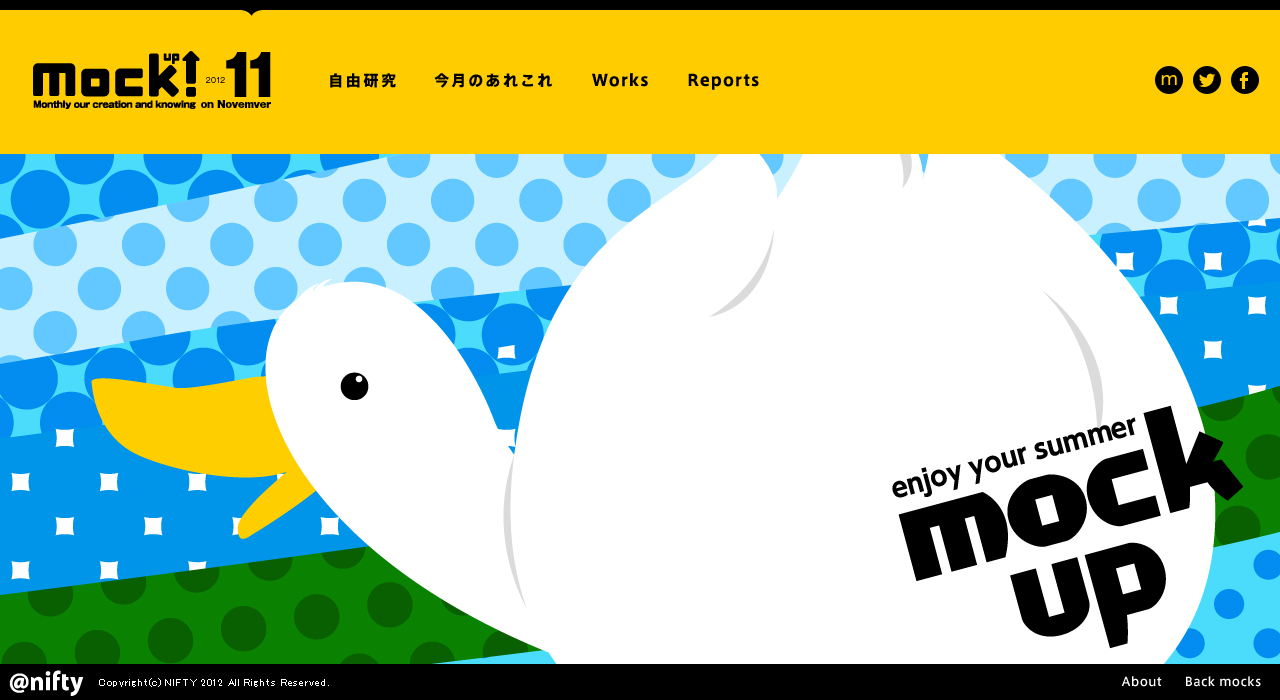 mock up! 2012 11
Monthly our creation and knowing on Novemver
自由研究 今月のあれこれ Works Reports
m
enjoy your summer
mock
up
@nifty Copyright(c) NIFTY 2012 All Rights Reserved. About Back mocks